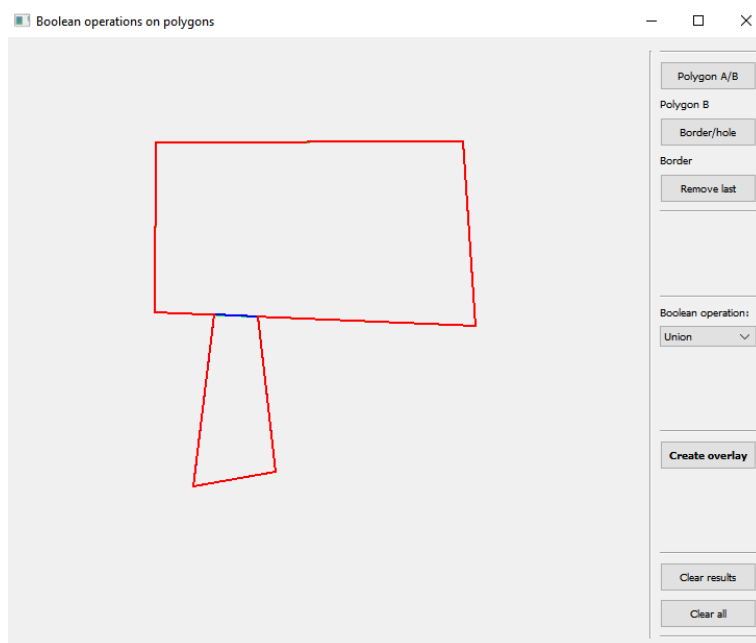 Boolean operations on polygons
Polygon A/B
Polygon B
Border/hole
Border
Remove last
Boolean operation:
Union
Create overlay
Clear results
Clear all